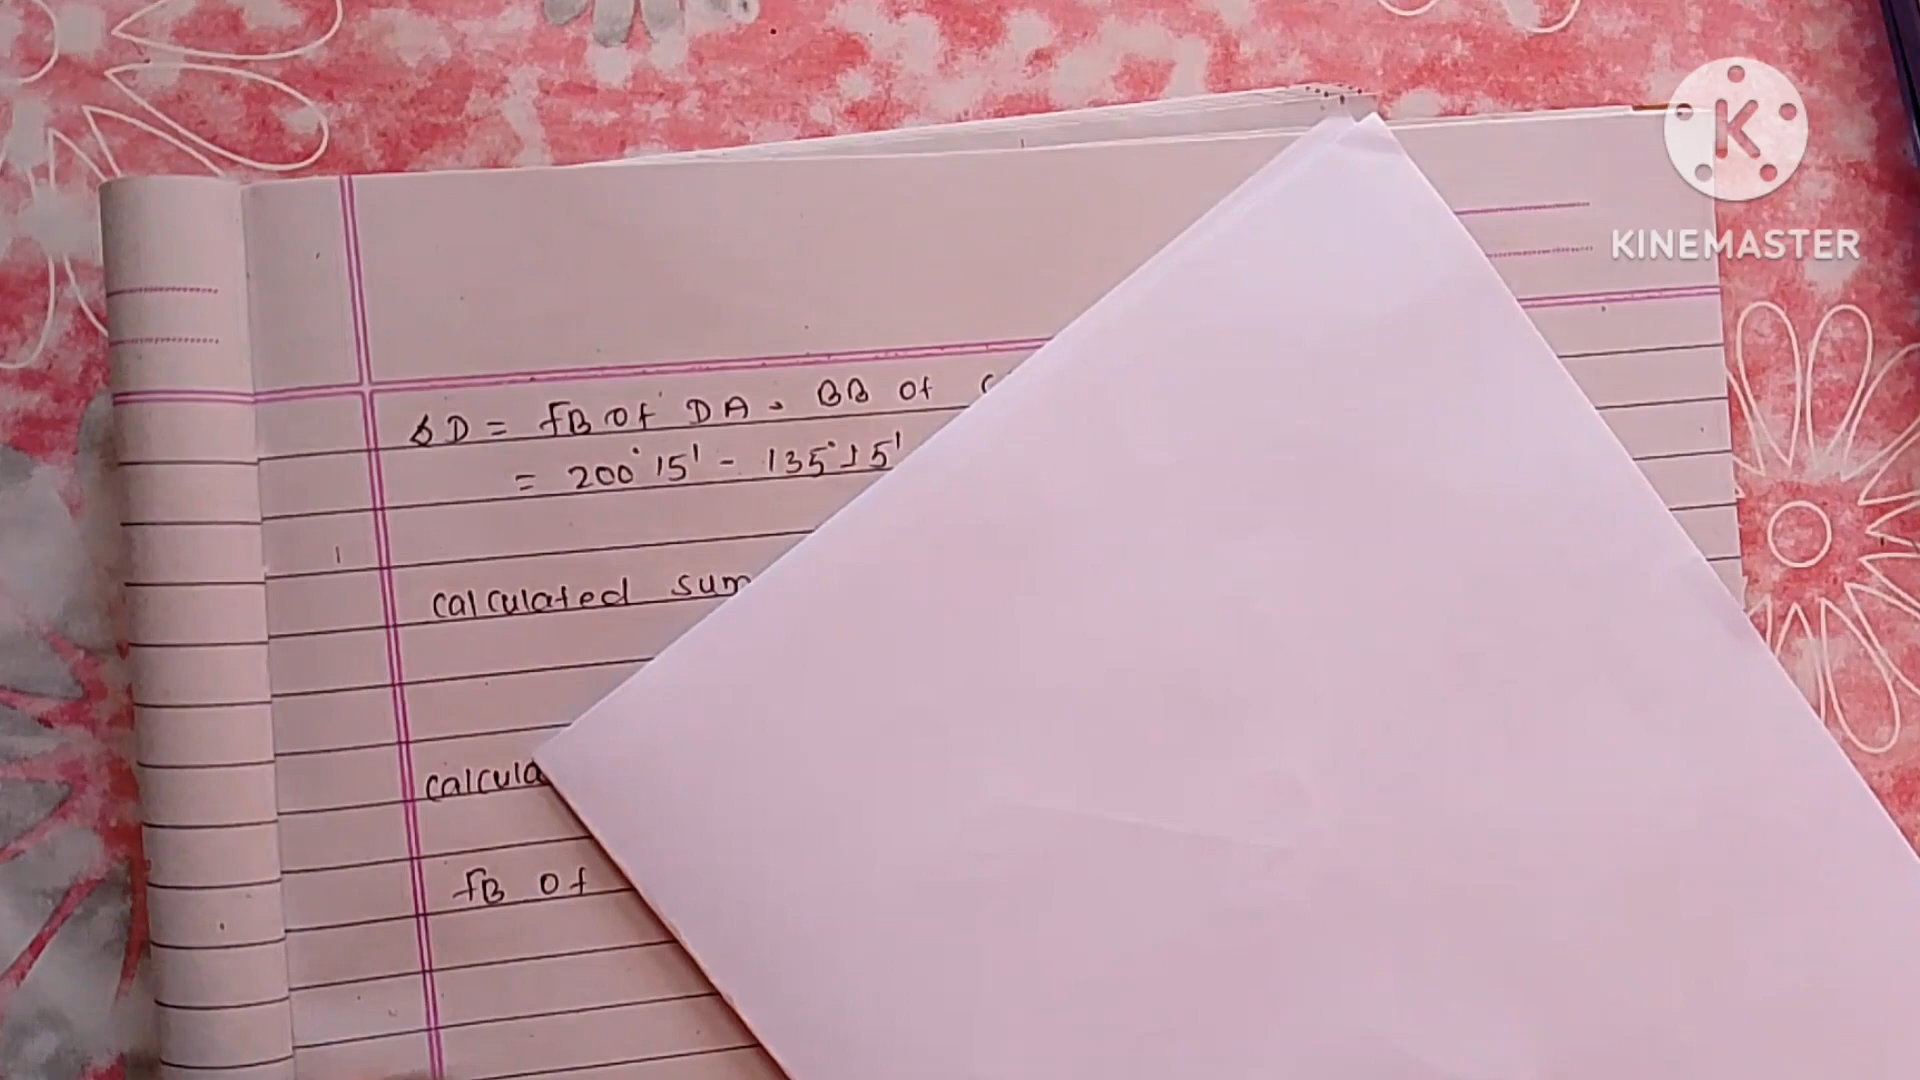 KINEMASTER
∠D = fB of DA - BB of
= 200°15' - 135°15'
calculated sum
calcula
fB of